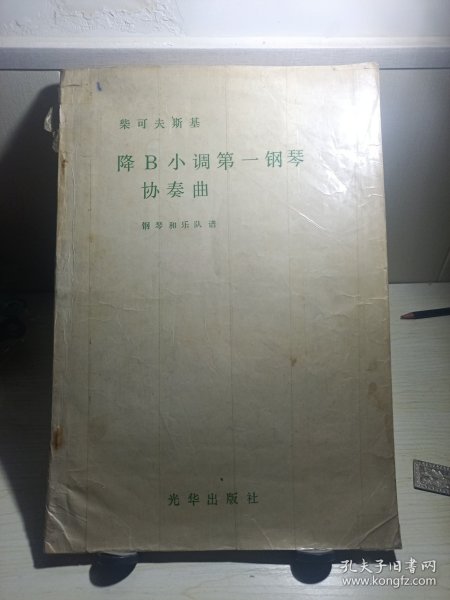 柴可夫斯基
降B小调第一钢琴
协奏曲
钢琴和乐队谱
光华出版社
孔夫子旧书网
www.kongfz.com